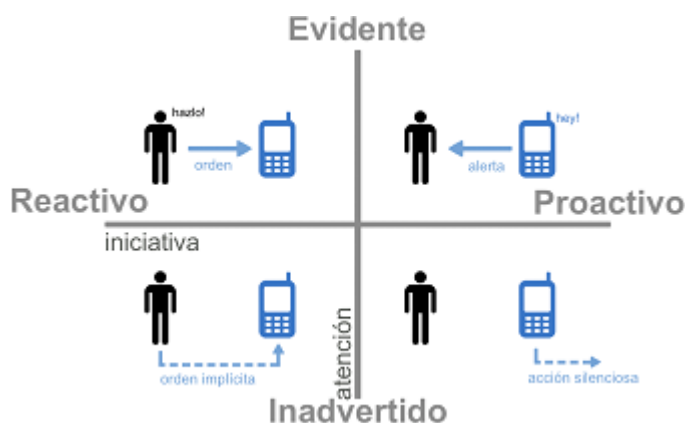 Evidente
hazlo!
hey!
orden
alerta
Reactivo
Proactivo
iniciativa
atención
orden implícita
acción silenciosa
Inadvertido